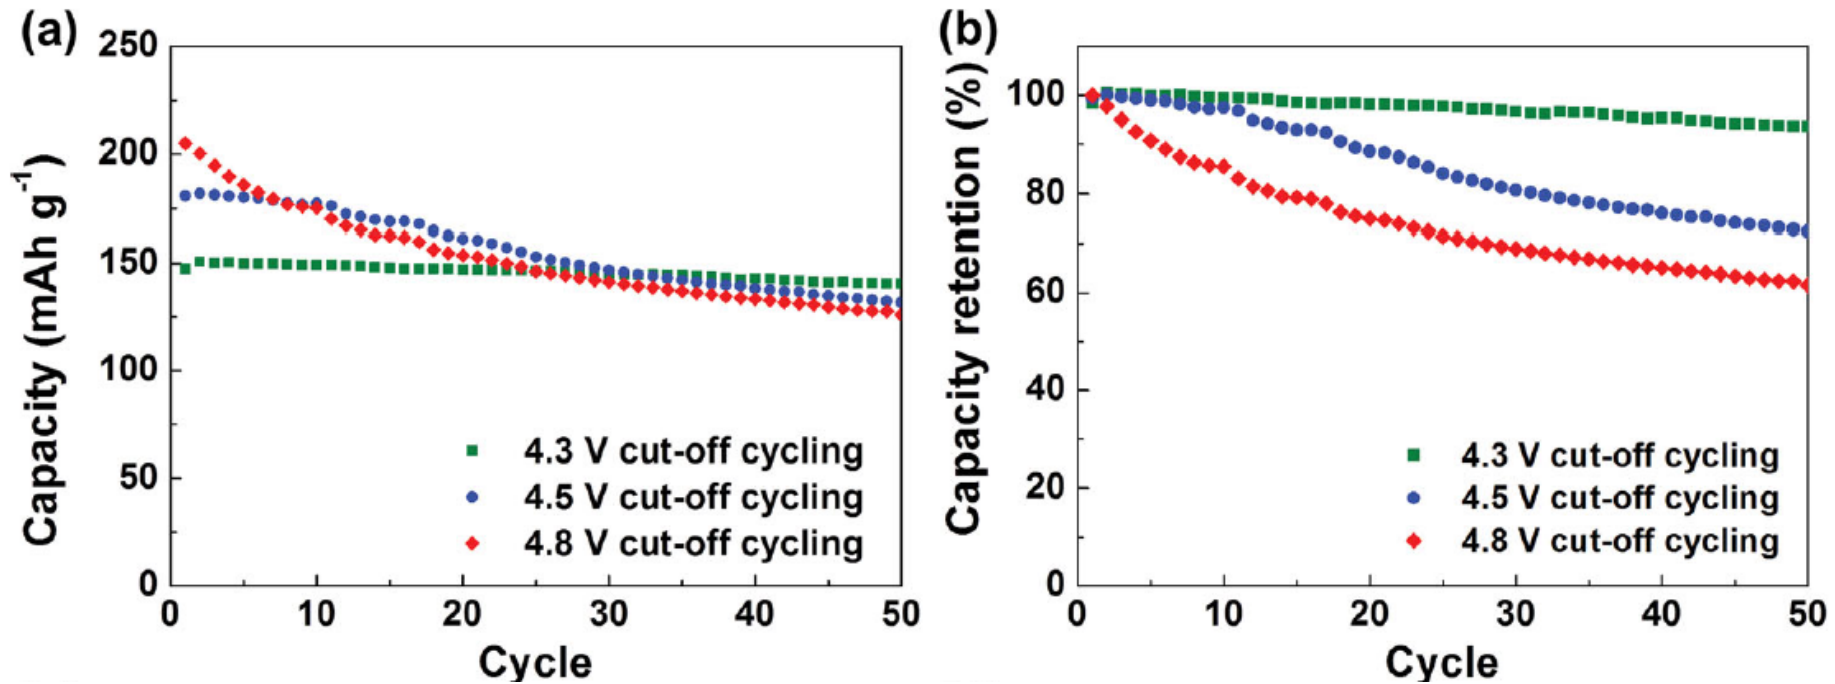 (a)
250
200
150
100
50
0
0 10 20 30 40 50
Capacity (mAh g⁻¹)
Cycle
4.3 V cut-off cycling
4.5 V cut-off cycling
4.8 V cut-off cycling
(b)
100
80
60
40
20
0
0 10 20 30 40 50
Capacity retention (%)
Cycle
4.3 V cut-off cycling
4.5 V cut-off cycling
4.8 V cut-off cycling